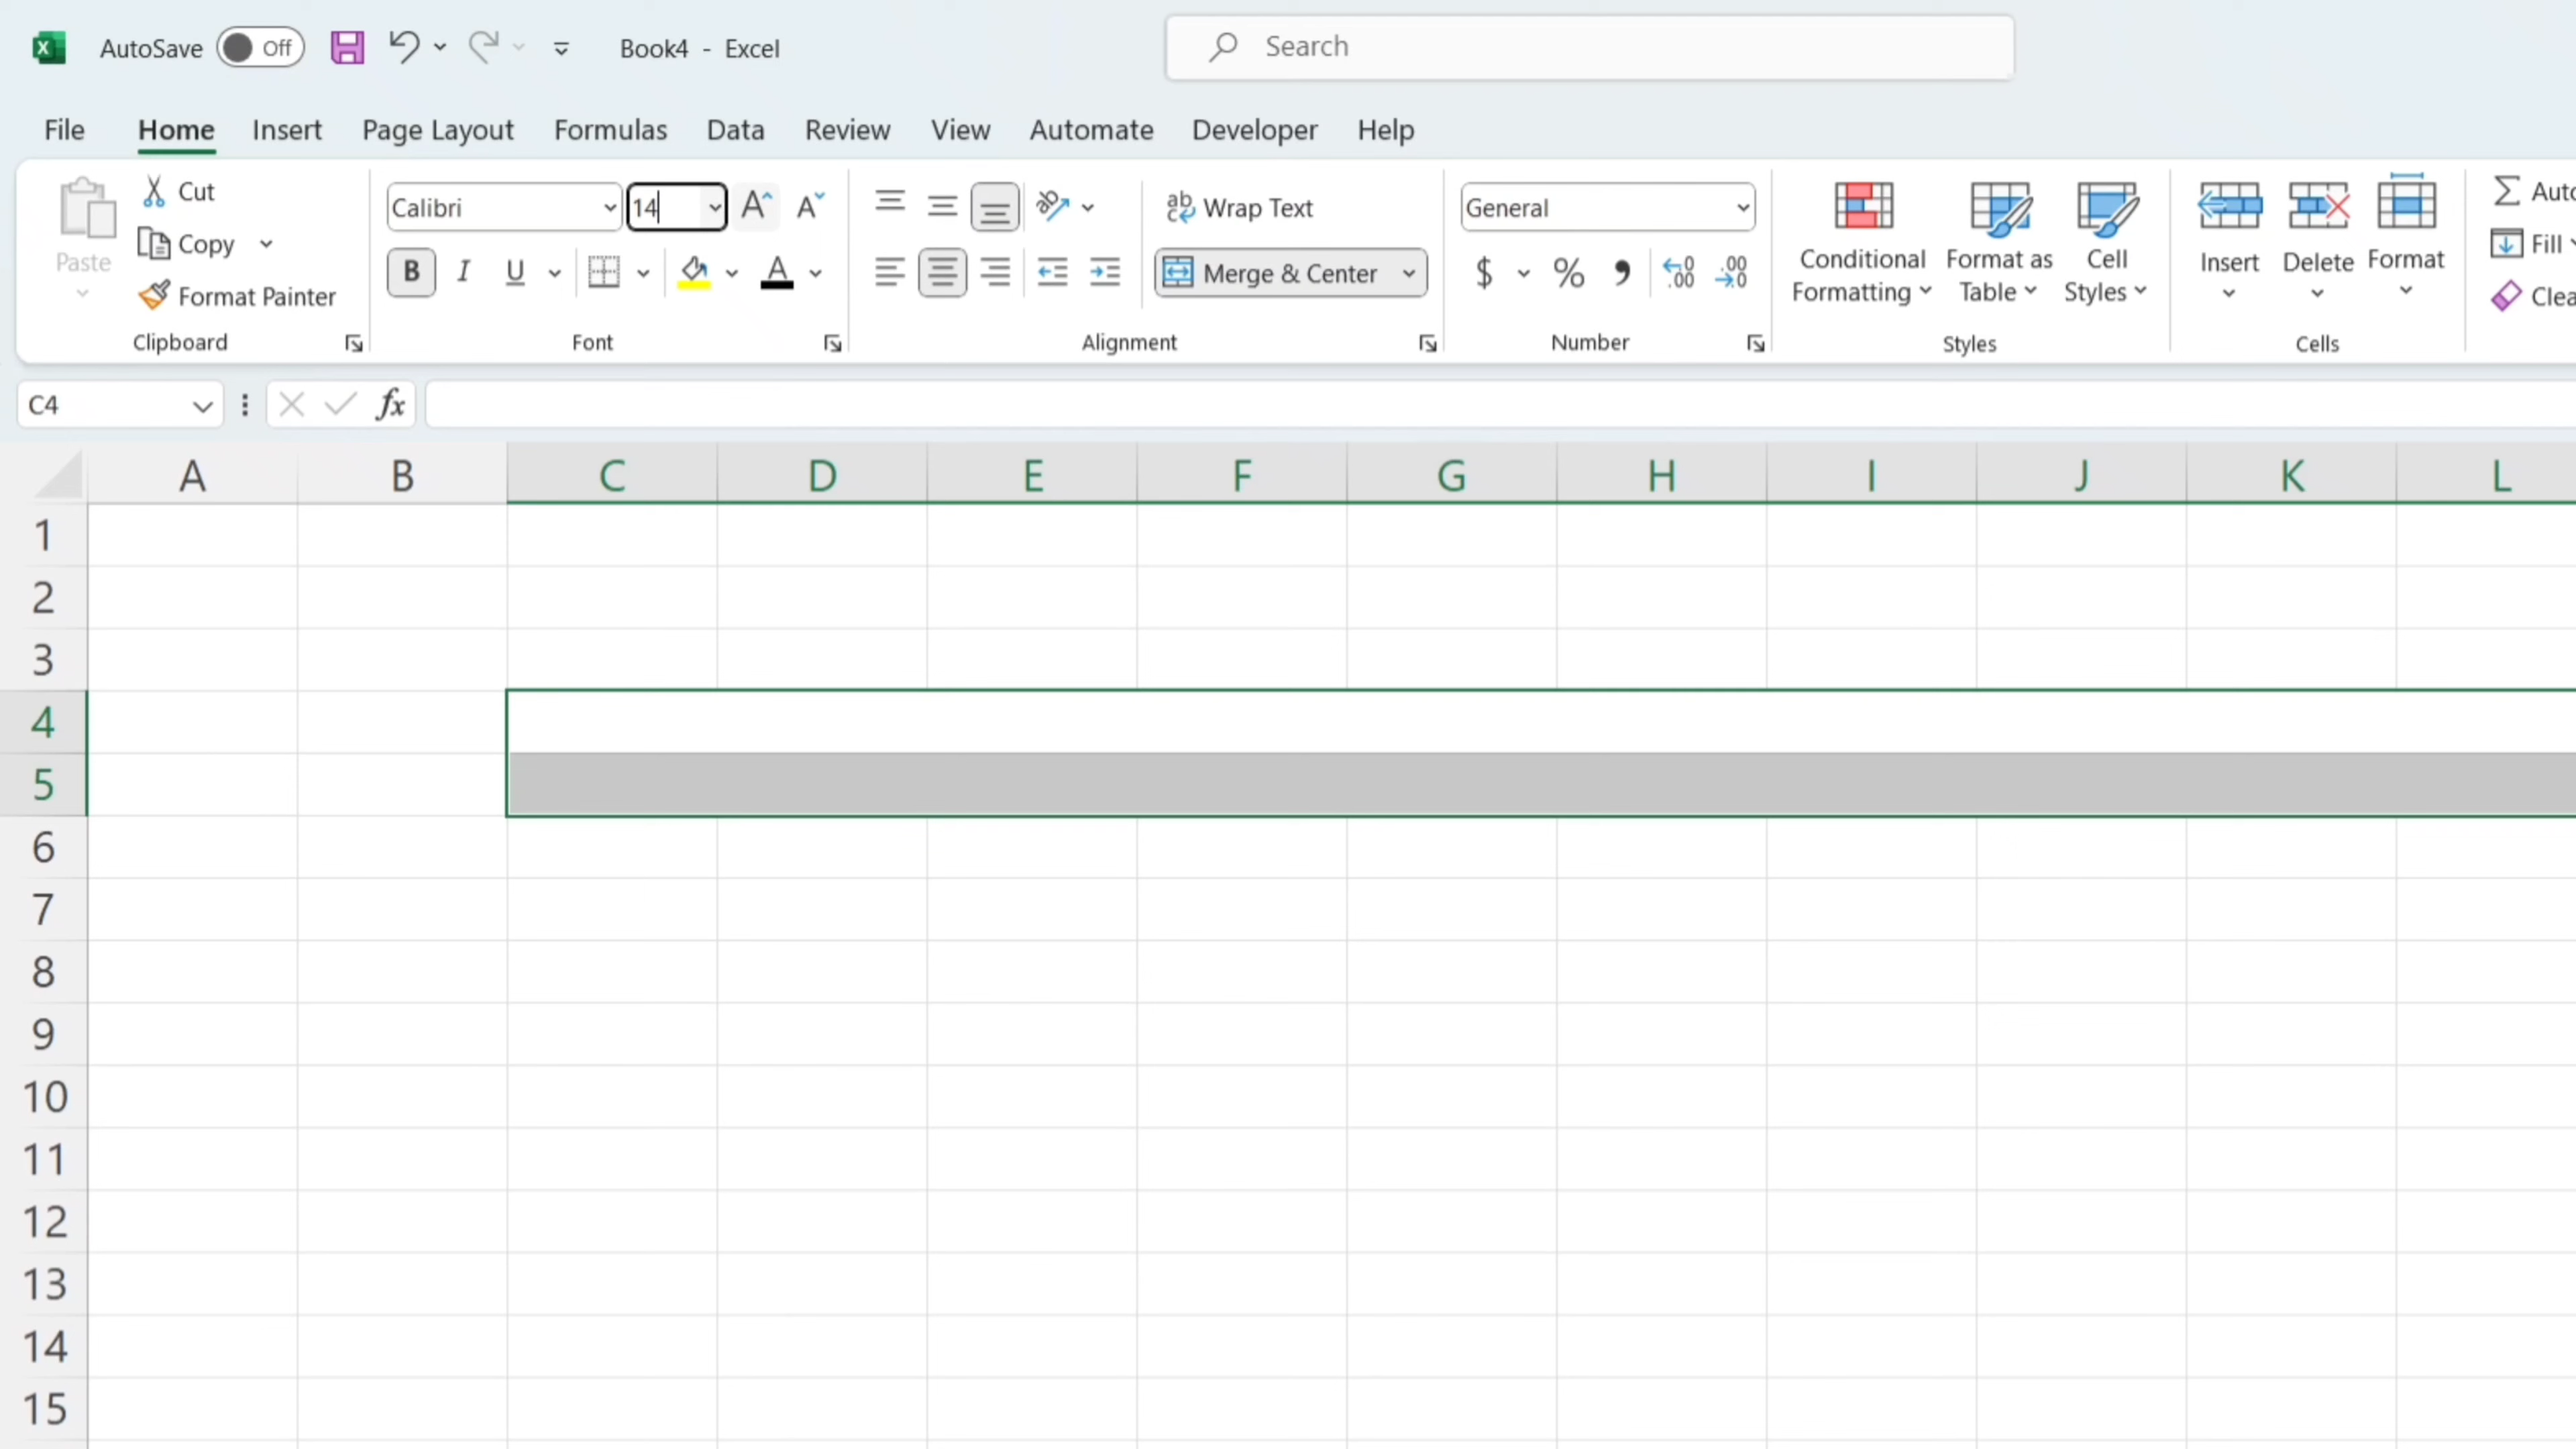 AutoSave Off Book4 - Excel Search
File Home Insert Page Layout Formulas Data Review View Automate Developer Help
Paste
Cut
Copy
Format Painter
Clipboard
Calibri 14
B I U
Font
Wrap Text
Merge & Center
Alignment
General
$ %
Number
Conditional Formatting
Format as Table
Cell Styles
Styles
Insert Delete Format
Cells
Fill
C4 fx
A B C D E F G H I J K L
1
2
3
4
5
6
7
8
9
10
11
12
13
14
15